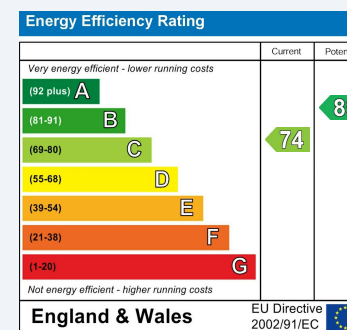 Energy Efficiency Rating
Current
Very energy efficient - lower running costs
(92 plus) A
(81-91) B
(69-80) C
74
(55-68) D
(39-54) E
(21-38) F
(1-20) G
Not energy efficient - higher running costs
England & Wales
EU Directive
2002/91/EC